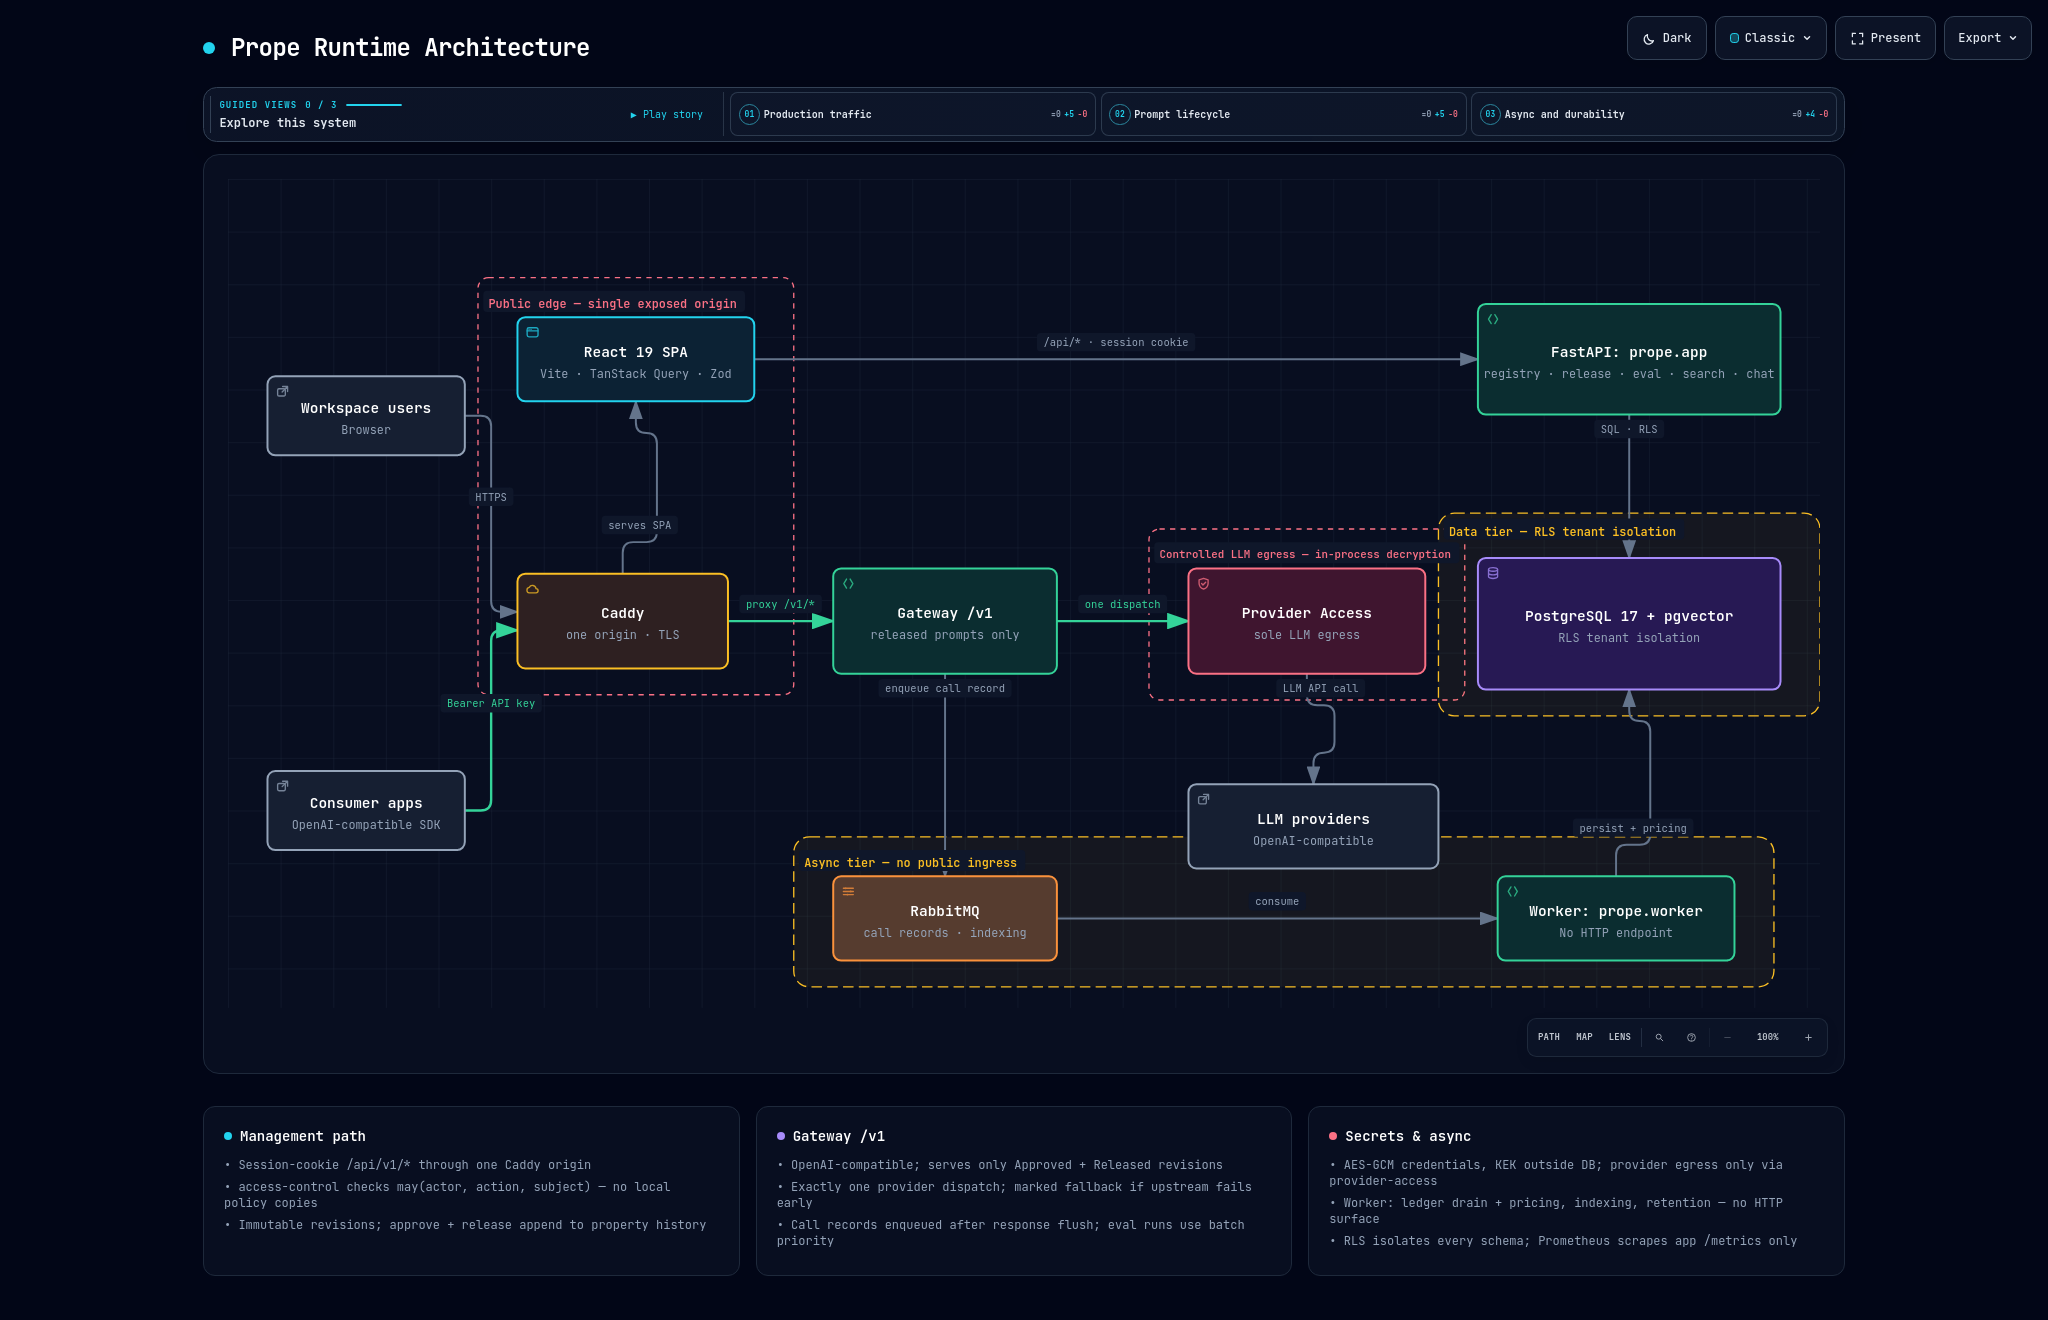 Prope Runtime Architecture
Dark
Classic
Present
Export
GUIDED VIEWS 0 / 3
Explore this system
▶ Play story
01 Production traffic =0 +5 -0
02 Prompt lifecycle =0 +5 -0
03 Async and durability =0 +4 -0
Public edge — single exposed origin
React 19 SPA
Vite · TanStack Query · Zod
/api/* · session cookie
FastAPI: prope.app
registry · release · eval · search · chat
Workspace users
Browser
SQL · RLS
HTTPS
serves SPA
Data tier — RLS tenant isolation
Controlled LLM egress — in-process decryption
Caddy
one origin · TLS
proxy /v1/*
Gateway /v1
released prompts only
one dispatch
Provider Access
sole LLM egress
PostgreSQL 17 + pgvector
RLS tenant isolation
Bearer API key
enqueue call record
LLM API call
Consumer apps
OpenAI-compatible SDK
LLM providers
OpenAI-compatible
persist + pricing
Async tier — no public ingress
RabbitMQ
call records · indexing
consume
Worker: prope.worker
No HTTP endpoint
PATH MAP LENS − 100% +
Management path
• Session-cookie /api/v1/* through one Caddy origin
• access-control checks may(actor, action, subject) — no local
policy copies
• Immutable revisions; approve + release append to property history
Gateway /v1
• OpenAI-compatible; serves only Approved + Released revisions
• Exactly one provider dispatch; marked fallback if upstream fails
early
• Call records enqueued after response flush; eval runs use batch
priority
Secrets & async
• AES-GCM credentials, KEK outside DB; provider egress only via
provider-access
• Worker: ledger drain + pricing, indexing, retention — no HTTP
surface
• RLS isolates every schema; Prometheus scrapes app /metrics only